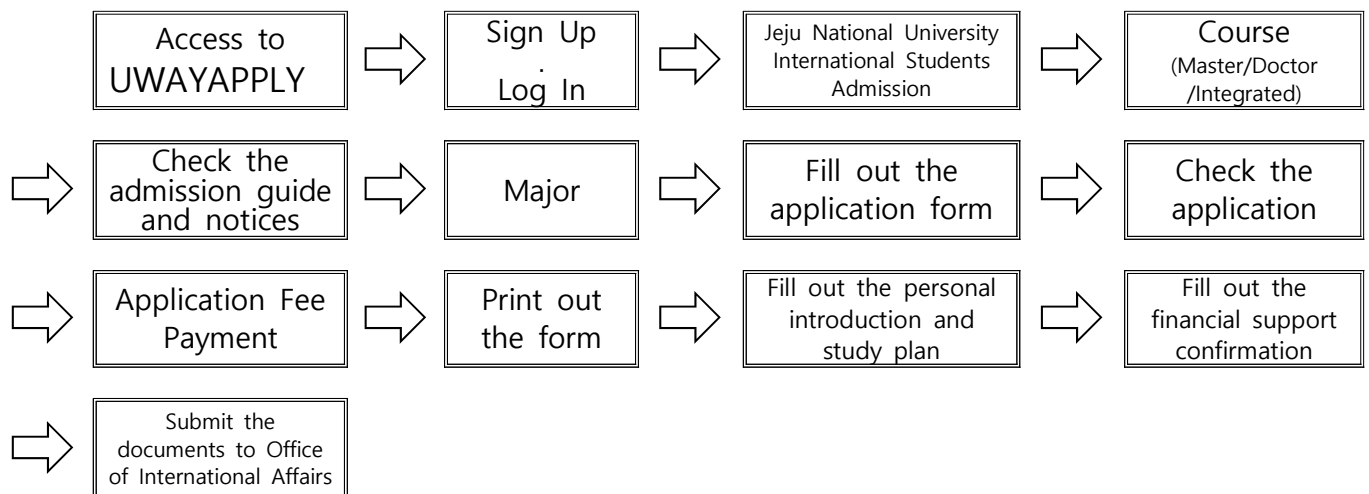 Access to
UWAYAPPLY
Sign Up
·
Log In
Jeju National University
International Students
Admission
Course
(Master/Doctor
/Integrated)
Check the
admission guide
and notices
Major
Fill out the
application form
Check the
application
Application Fee
Payment
Print out
the form
Fill out the personal
introduction and
study plan
Fill out the
financial support
confirmation
Submit the
documents to Office
of International Affairs